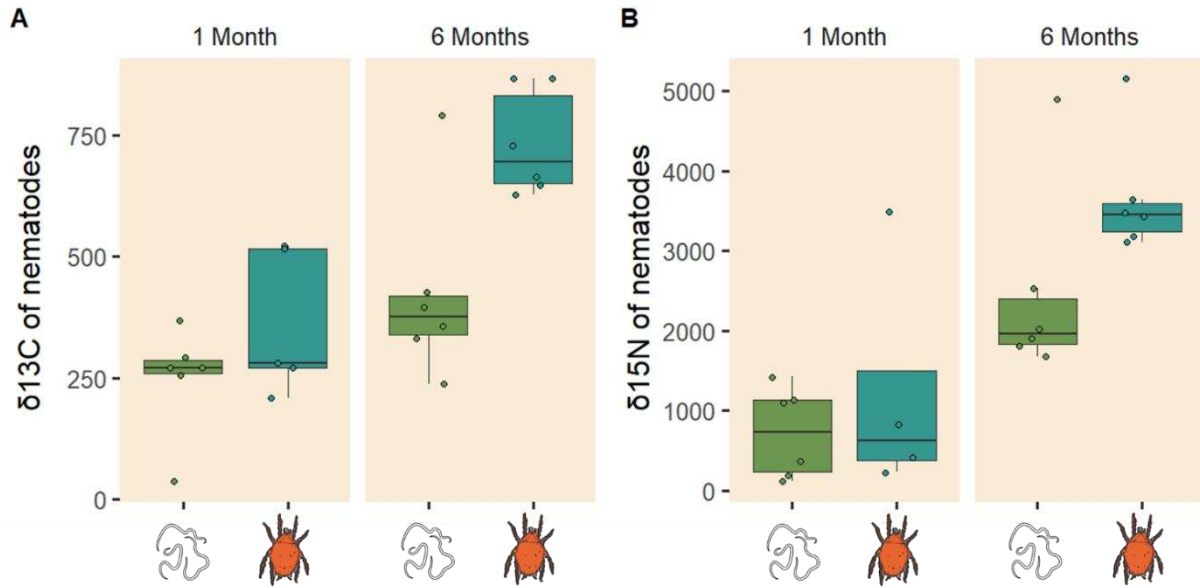 A
1 Month
6 Months
δ13C of nematodes
750
500
250
0
B
1 Month
6 Months
δ15N of nematodes
5000
4000
3000
2000
1000
0